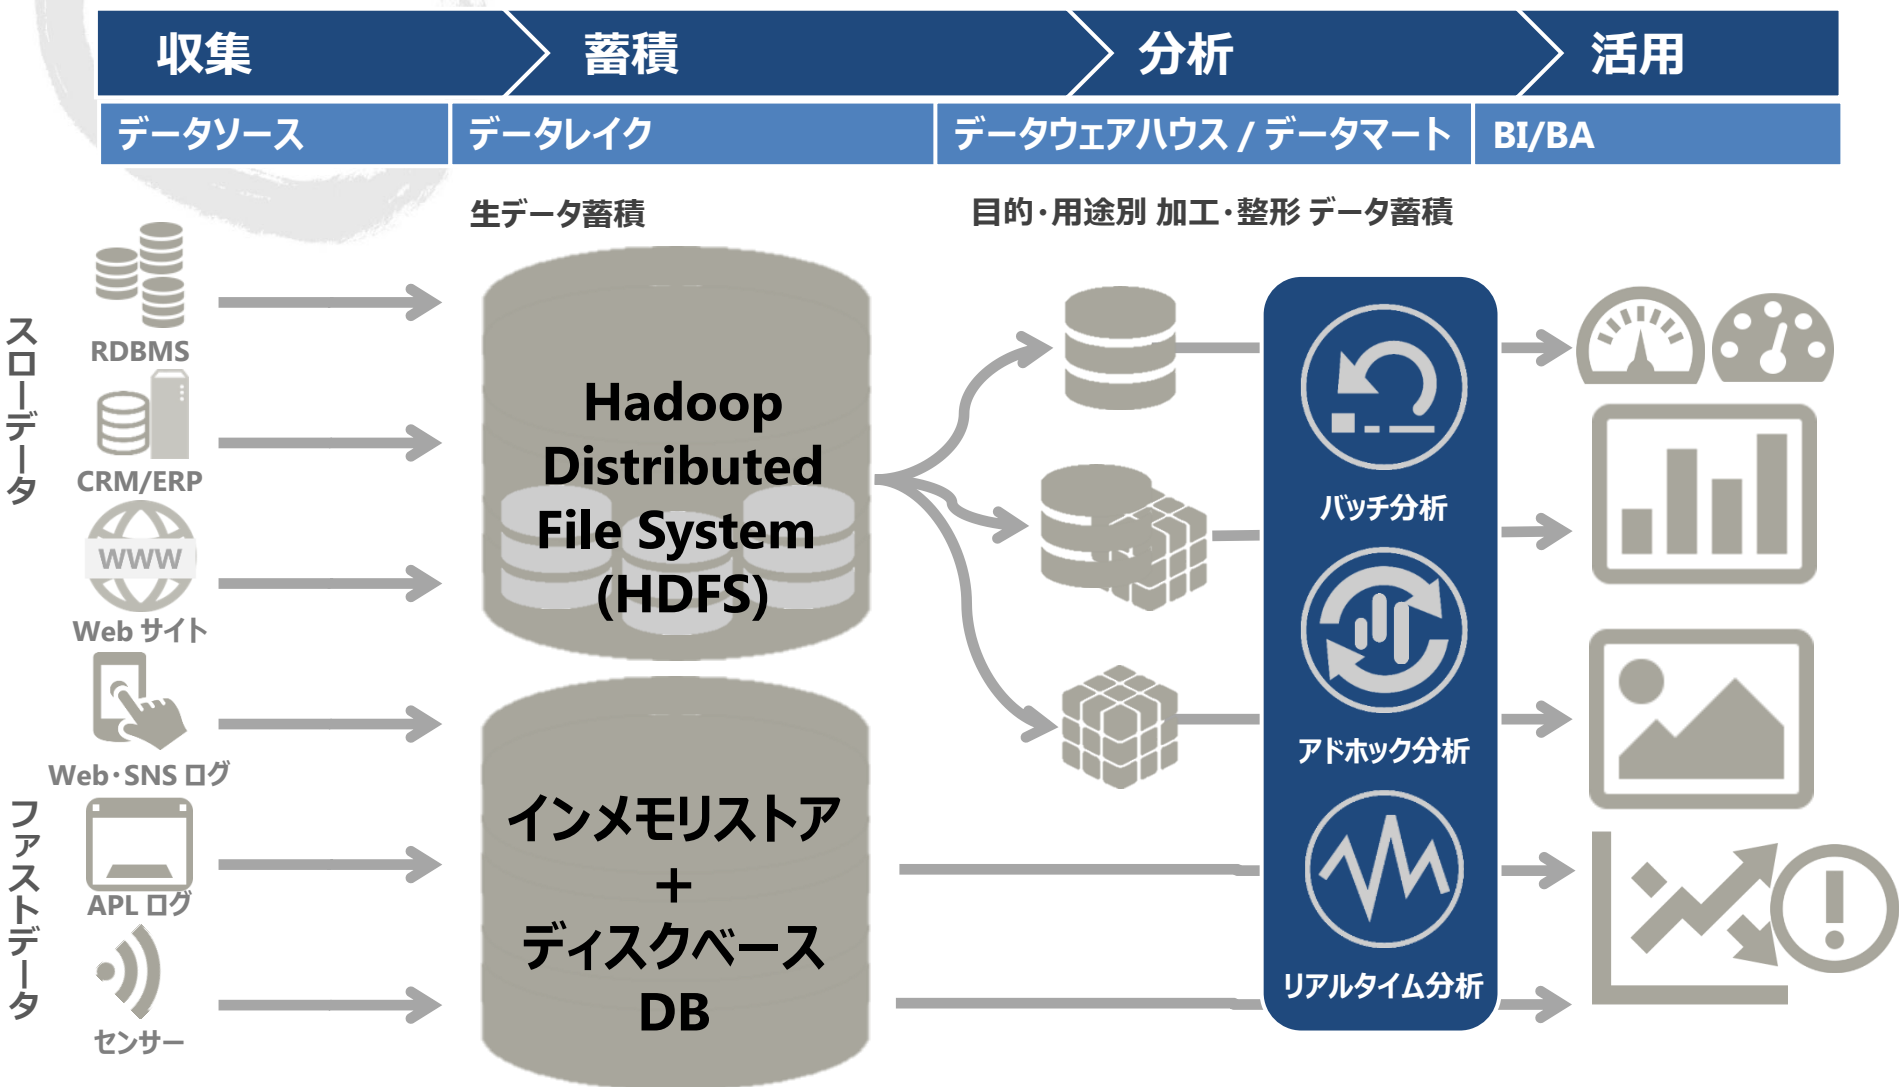 収集
蓄積
分析
活用
データソース
データレイク
データウェアハウス / データマート
BI/BA
生データ蓄積
目的・用途別 加工・整形 データ蓄積
スローデータ
RDBMS
CRM/ERP
WWW
Web サイト
Web・SNS ログ
ファストデータ
APL ログ
センサー
Hadoop
Distributed
File System
(HDFS)
インメモリストア
+
ディスクベース
DB
バッチ分析
アドホック分析
リアルタイム分析